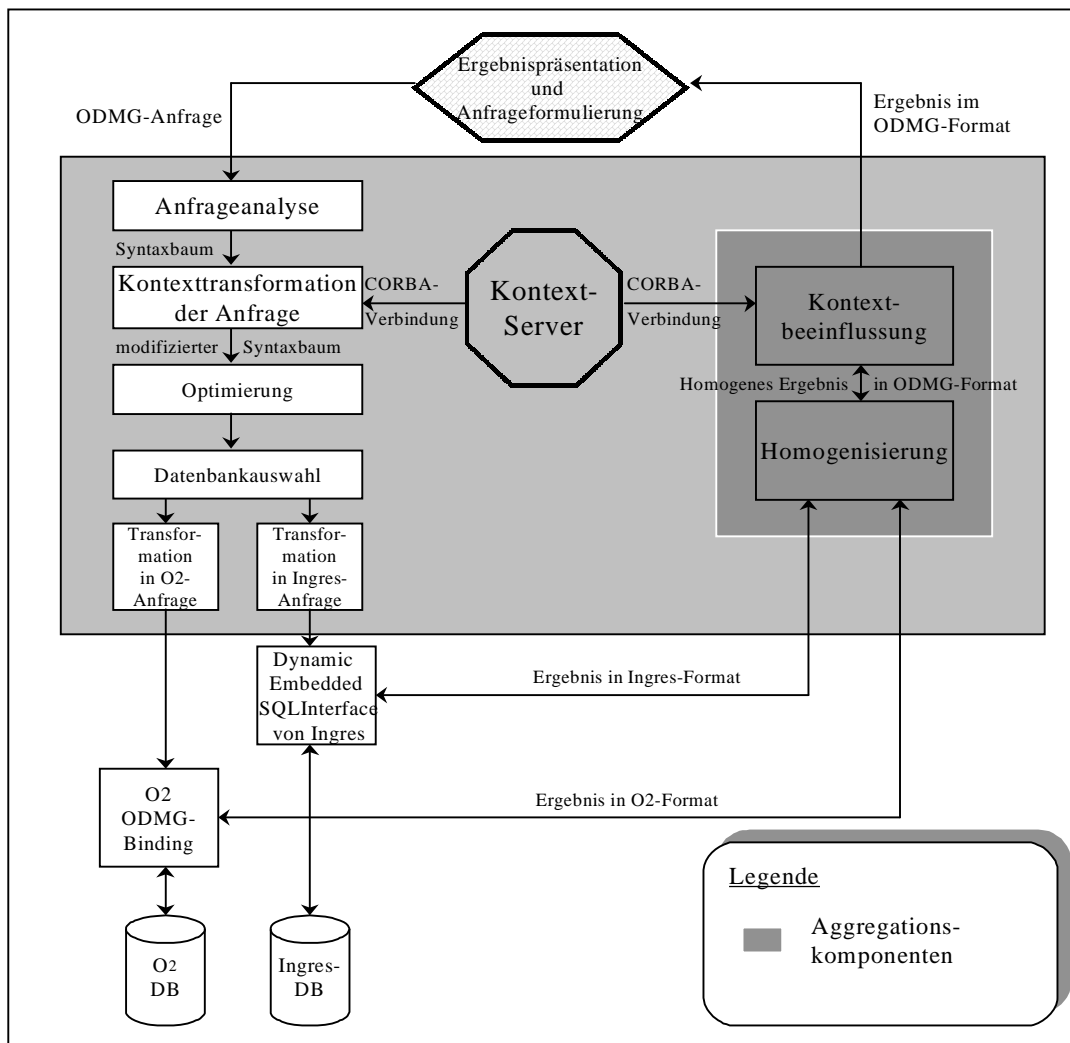 Ergebnispräsentation
und
Anfrageformulierung
ODMG-Anfrage
Ergebnis im
ODMG-Format
Anfrageanalyse
Syntaxbaum
Kontexttransformation
der Anfrage
CORBA-
Verbindung
Kontext-
Server
CORBA-
Verbindung
Kontext-
beeinflussung
modifizierter Syntaxbaum
Optimierung
Homogenes Ergebnis in ODMG-Format
Homogenisierung
Datenbankauswahl
Transfor-
mation
in O2-
Anfrage
Transfor-
mation
in Ingres-
Anfrage
Dynamic
Embedded
SQLInterface
von Ingres
Ergebnis in Ingres-Format
O2
ODMG-
Binding
Ergebnis in O2-Format
O2
DB
Ingres-
DB
Legende
Aggregations-
komponenten